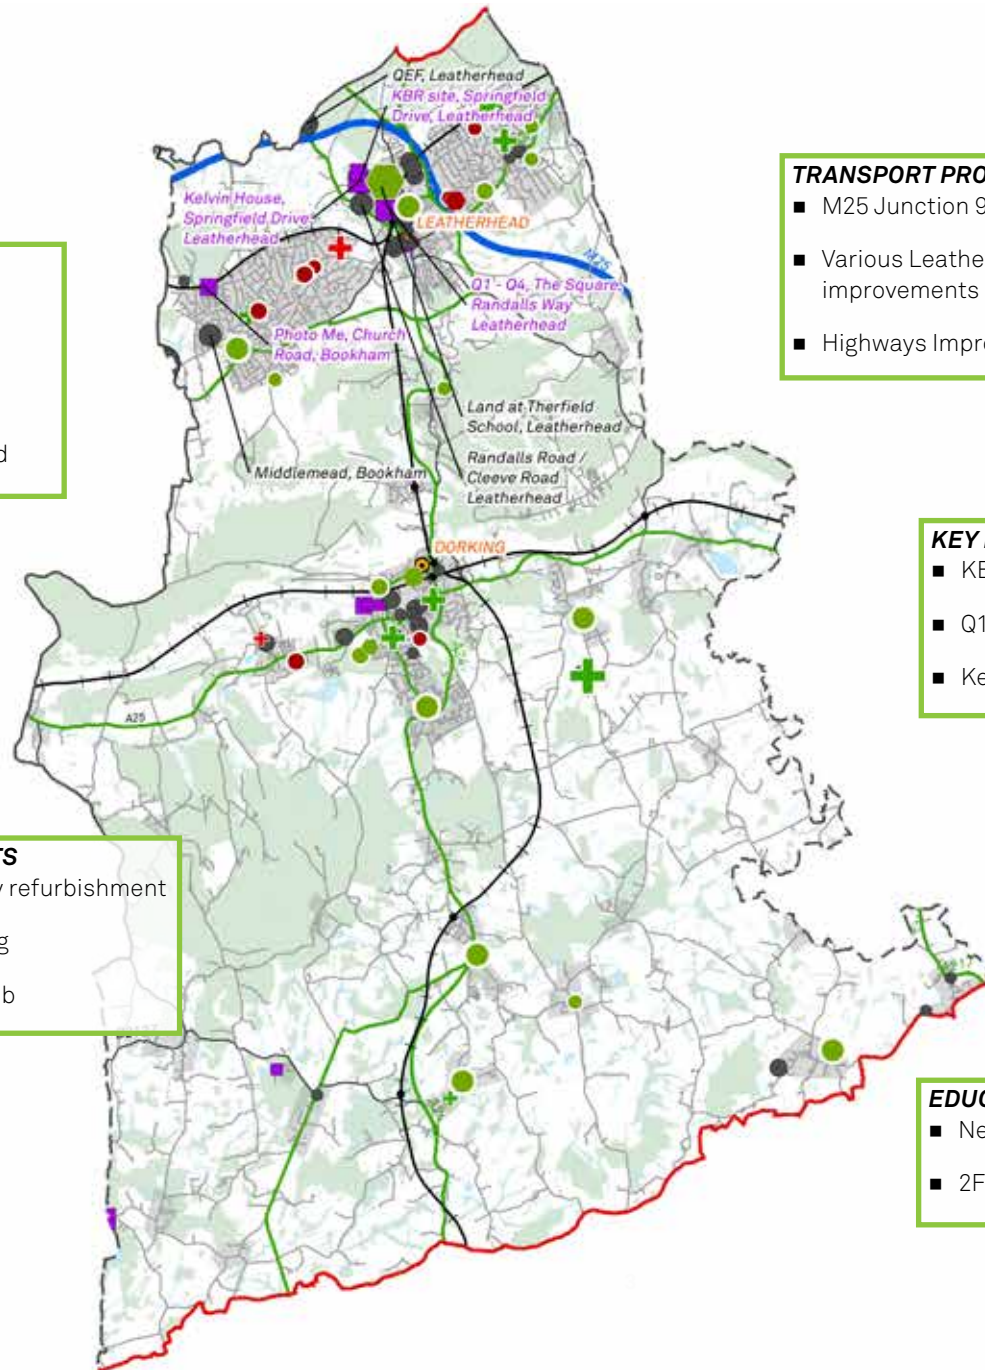 QEF, Leatherhead
KBR site, Springfield
Drive, Leatherhead
Kelvin House,
Springfield Drive,
Leatherhead
LEATHERHEAD
M25
Q1 - Q4, The Square,
Randalls Way
Leatherhead
Photo Me, Church
Road, Bookham
Land at Therfield
School, Leatherhead
Randalls Road /
Cleeve Road
Leatherhead
Middlemead, Bookham
DORKING
A25
d
TS
y refurbishment
g
b
TRANSPORT PRO
■ M25 Junction 9
■ Various Leathe
improvements
■ Highways Impro
KEY
■ KB
■ Q1
■ Ke
EDUC
■ Ne
■ 2F